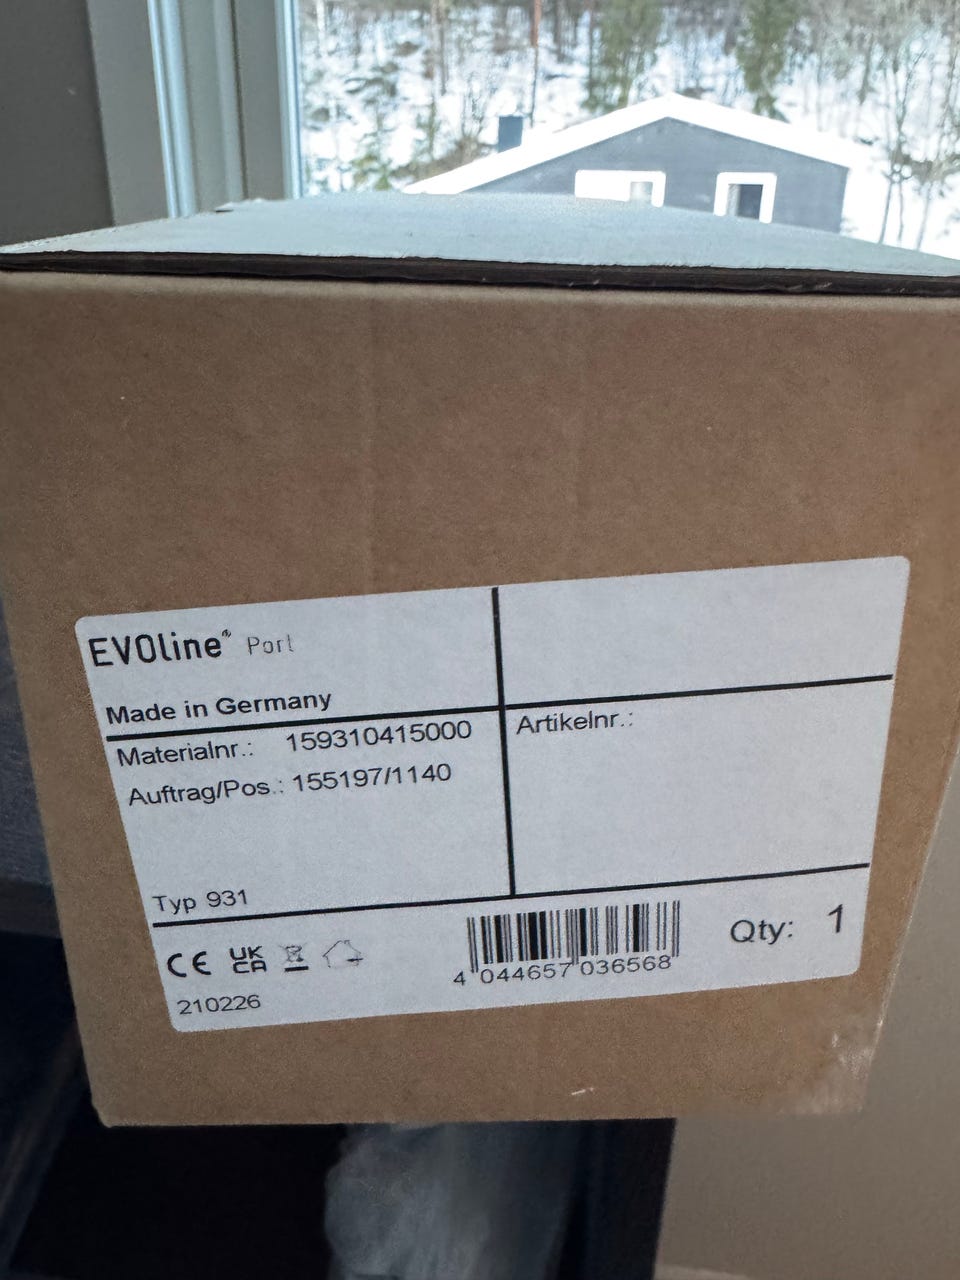 EVOline® Port
Made in Germany
Materialnr.: 159310415000
Auftrag/Pos.: 155197/1140
Typ 931
Artikelnr.:
CE UK CA
210226
4 044657 036568
Qty: 1